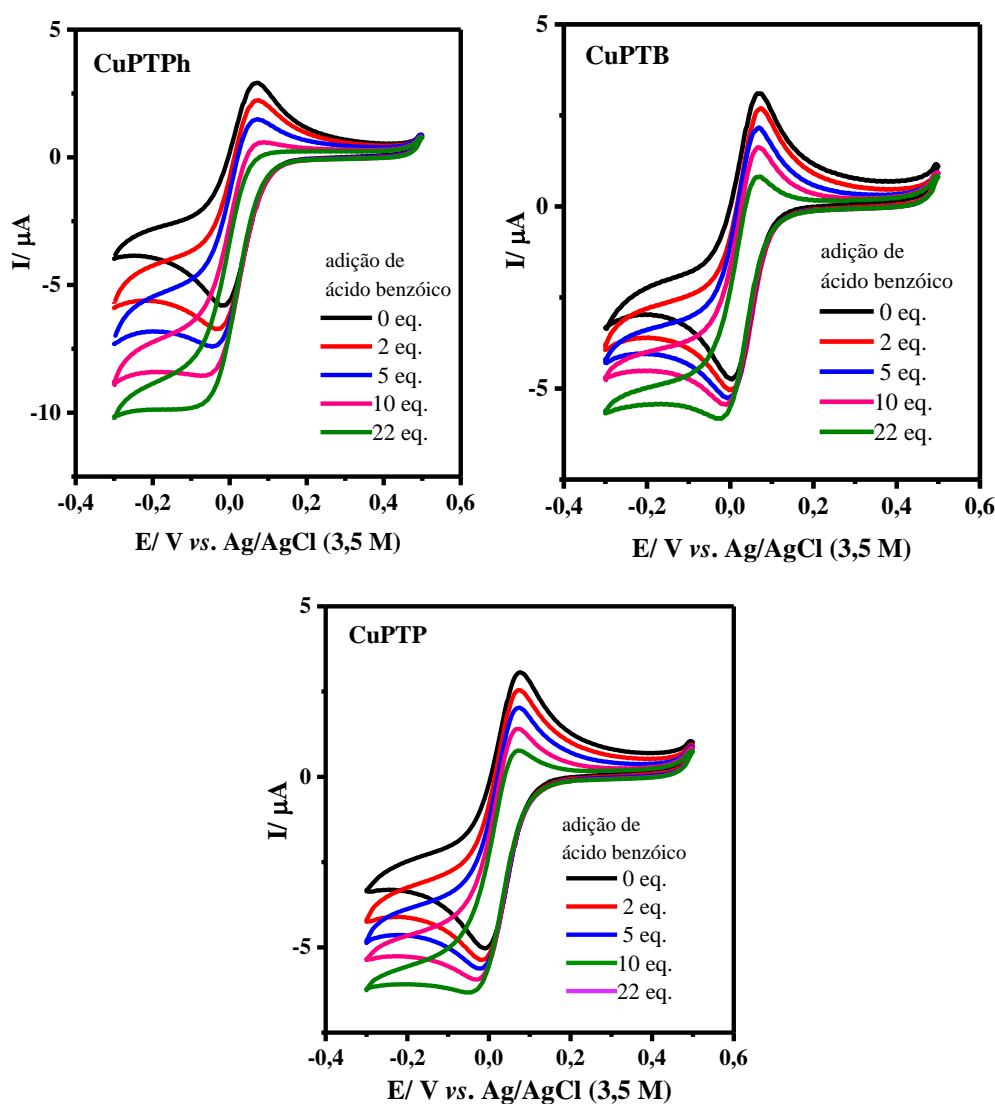 CuPTPh
I/ µA
5
0
-5
-10
adição de
ácido benzóico
0 eq.
2 eq.
5 eq.
10 eq.
22 eq.
-0,4 -0,2 0,0 0,2 0,4 0,6
E/ V vs. Ag/AgCl (3,5 M)
CuPTB
I/ µA
5
0
-5
adição de
ácido benzóico
0 eq.
2 eq.
5 eq.
10 eq.
22 eq.
-0,4 -0,2 0,0 0,2 0,4 0,6
E/ V vs. Ag/AgCl (3,5 M)
CuPTP
I/ µA
5
0
-5
adição de
ácido benzóico
0 eq.
2 eq.
5 eq.
10 eq.
22 eq.
-0,4 -0,2 0,0 0,2 0,4 0,6
E/ V vs. Ag/AgCl (3,5 M)